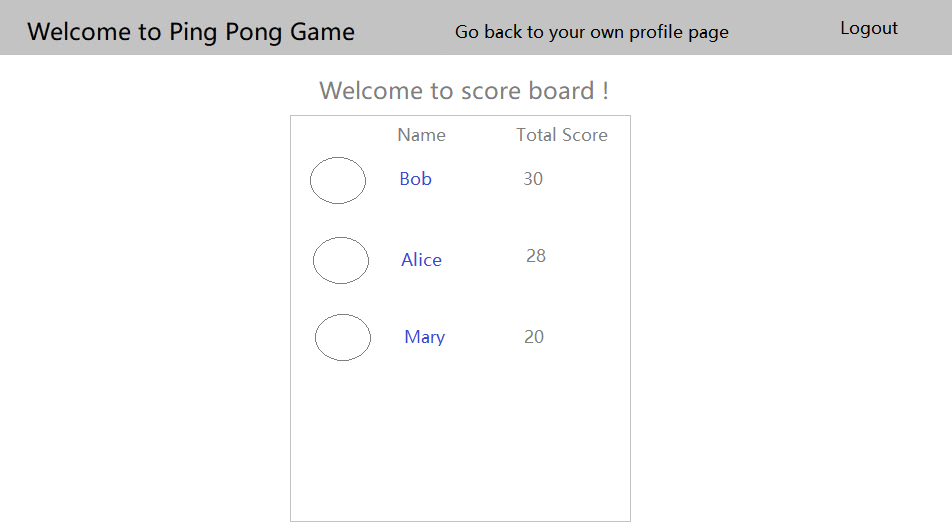 Welcome to Ping Pong Game Go back to your own profile page Logout
Welcome to score board !
Name Total Score
Bob 30
Alice 28
Mary 20